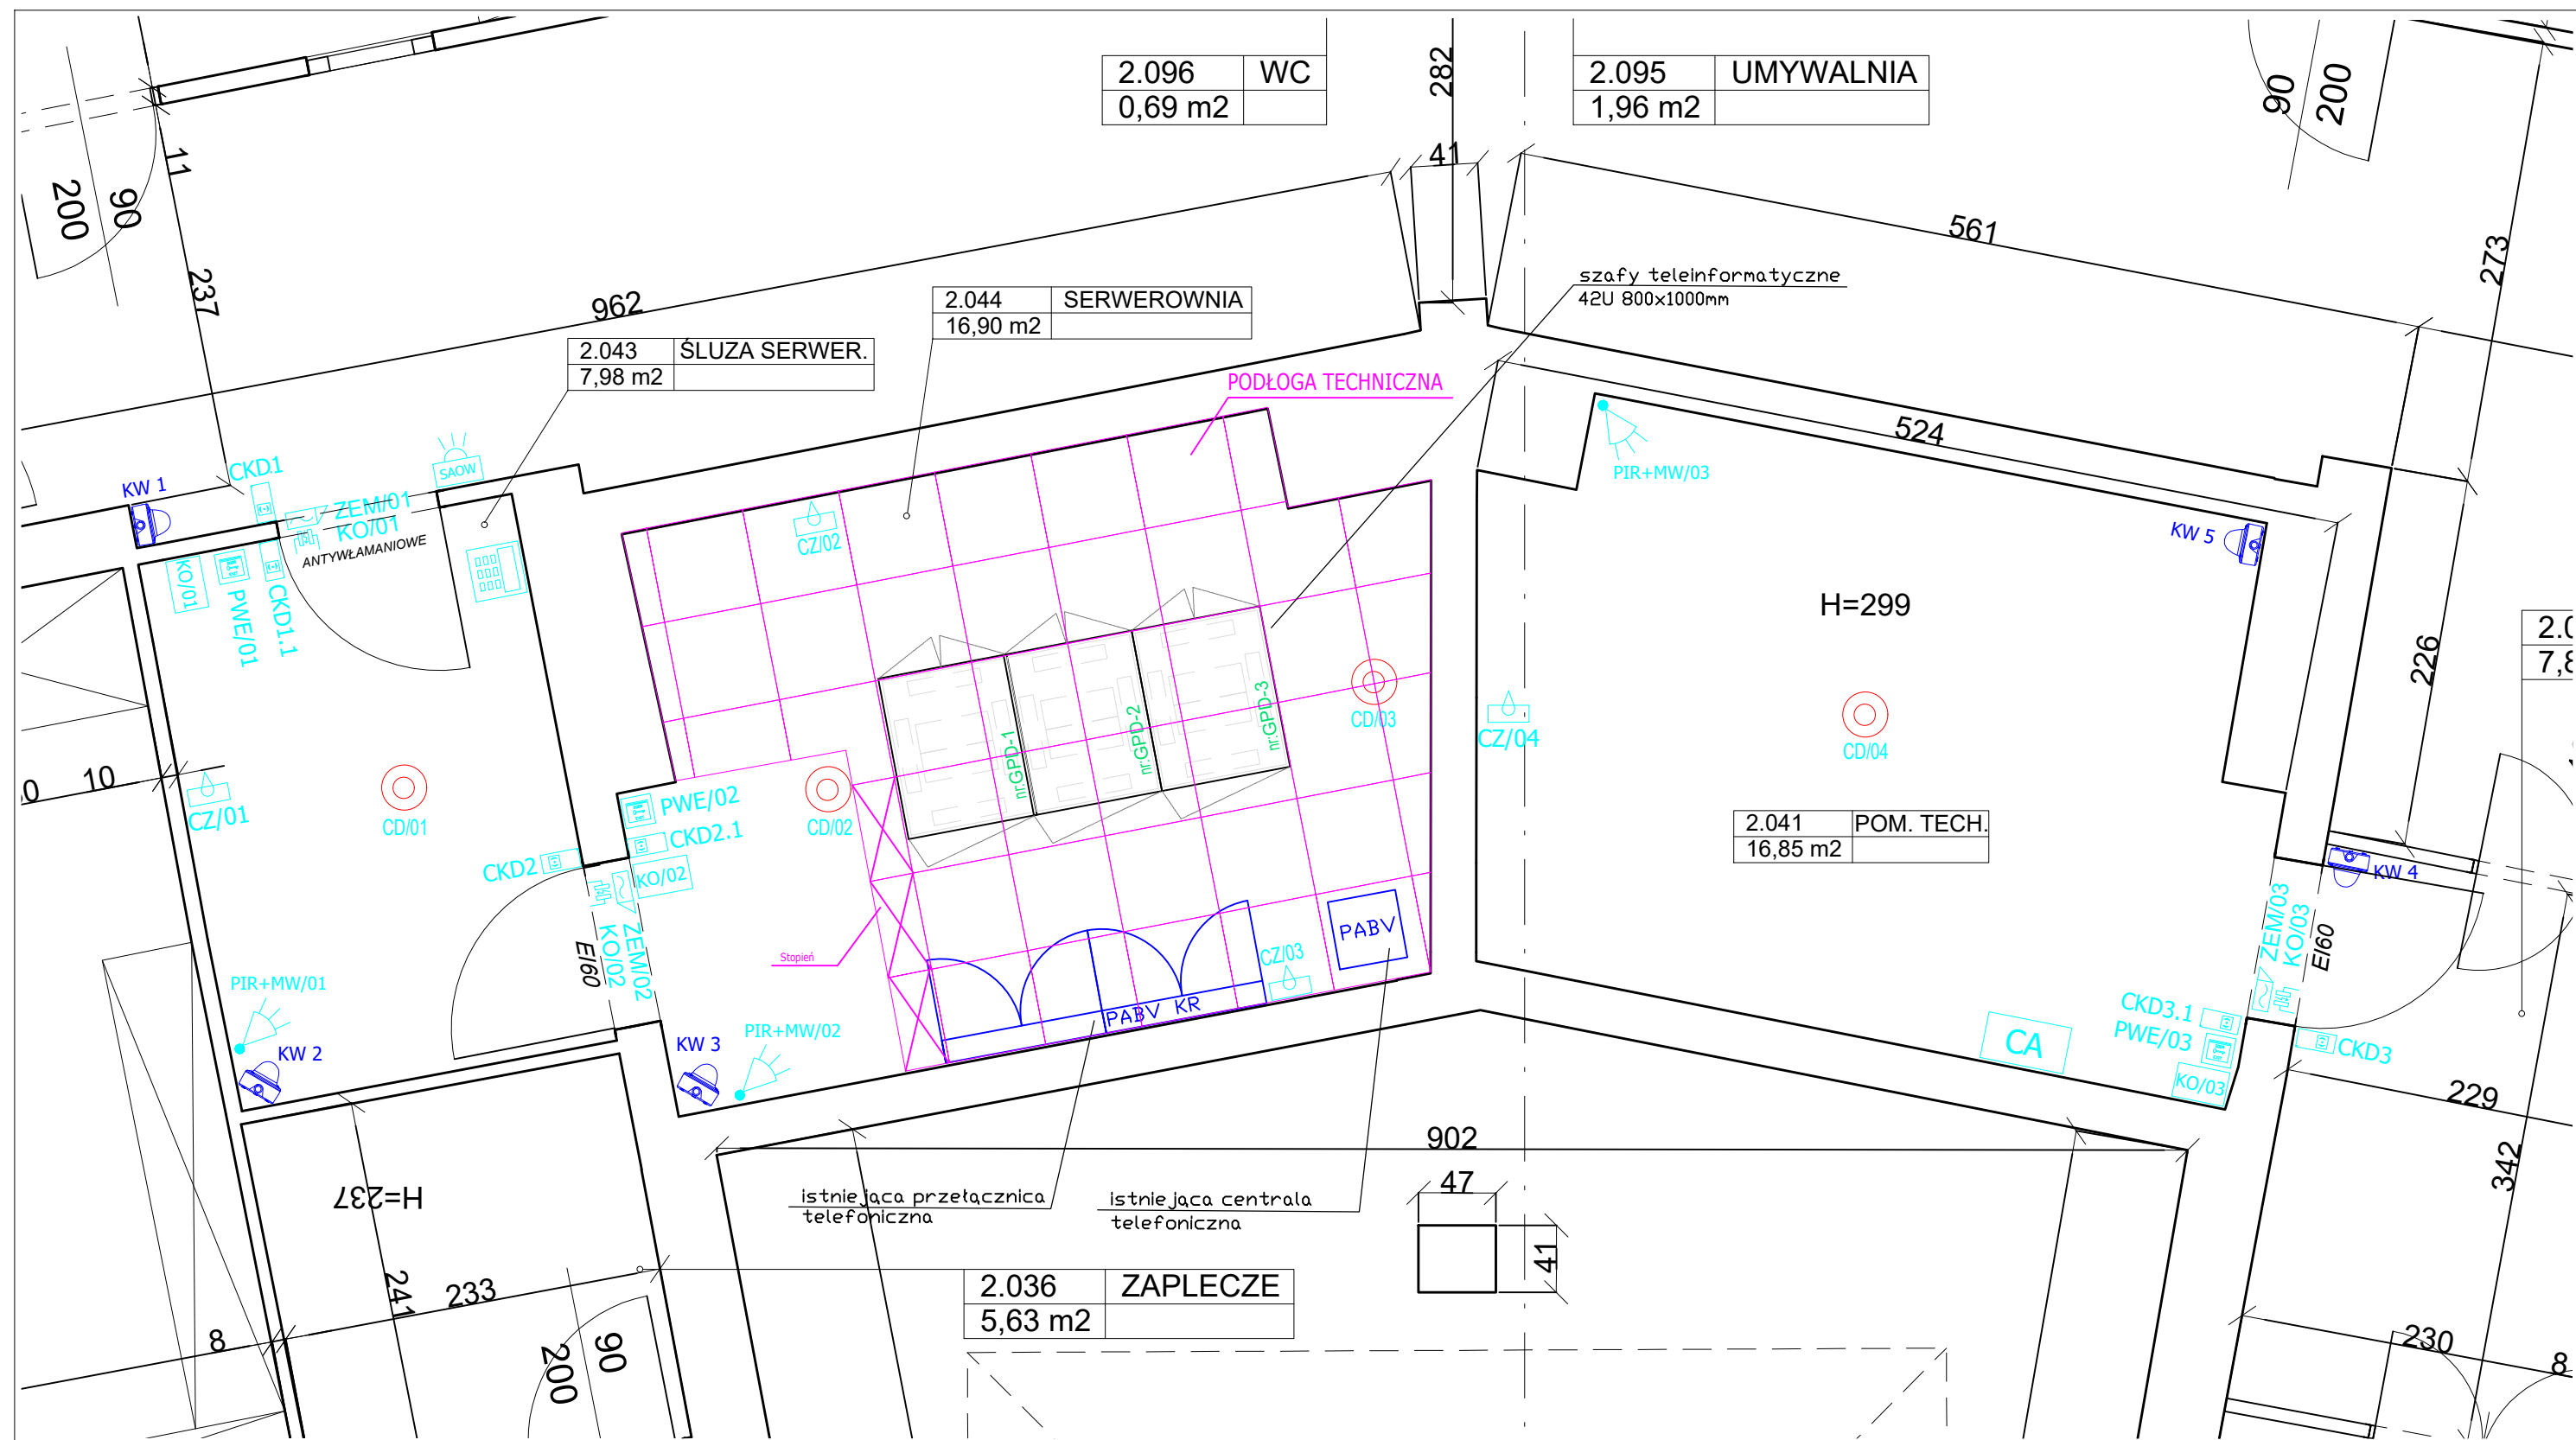 2.096 WC
0,69 m2
282
2.095 UMYWALNIA
1,96 m2
90
200
11
200
90
237
41
561
273
962
szafy teleinformatyczne
42U 800x1000mm
2.044 SERWEROWNIA
16,90 m2
2.043 ŚLUZA SERWER.
7,98 m2
PODŁOGA TECHNICZNA
524
KW 1
CKD1
SAOW
ZEM/01
KO/01
ANTYWŁAMANIOWE
PIR+MW/03
KW 5
KO/01
PWE/01
CKD1.1
CZ/02
H=299
226
nr.GPD-1
nr.GPD-2
nr.GPD-3
CD/03
CZ/04
CD/04
10
CZ/01
CD/01
CD/02
PWE/02
CKD2.1
CKD2
KO/02
2.041 POM. TECH.
16,85 m2
KW 4
EI60
KO/02
ZEM/02
Stopień
CZ/03
PABV
PABV KR
ZEM/03
KO/03
EI60
PIR+MW/01
KW 2
KW 3
PIR+MW/02
CA
CKD3.1
PWE/03
KO/03
CKD3
229
902
342
H=237
istniejąca przełącznica
telefoniczna
istniejąca centrala
telefoniczna
47
41
241
233
2.036 ZAPLECZE
5,63 m2
8
200
90
230
8